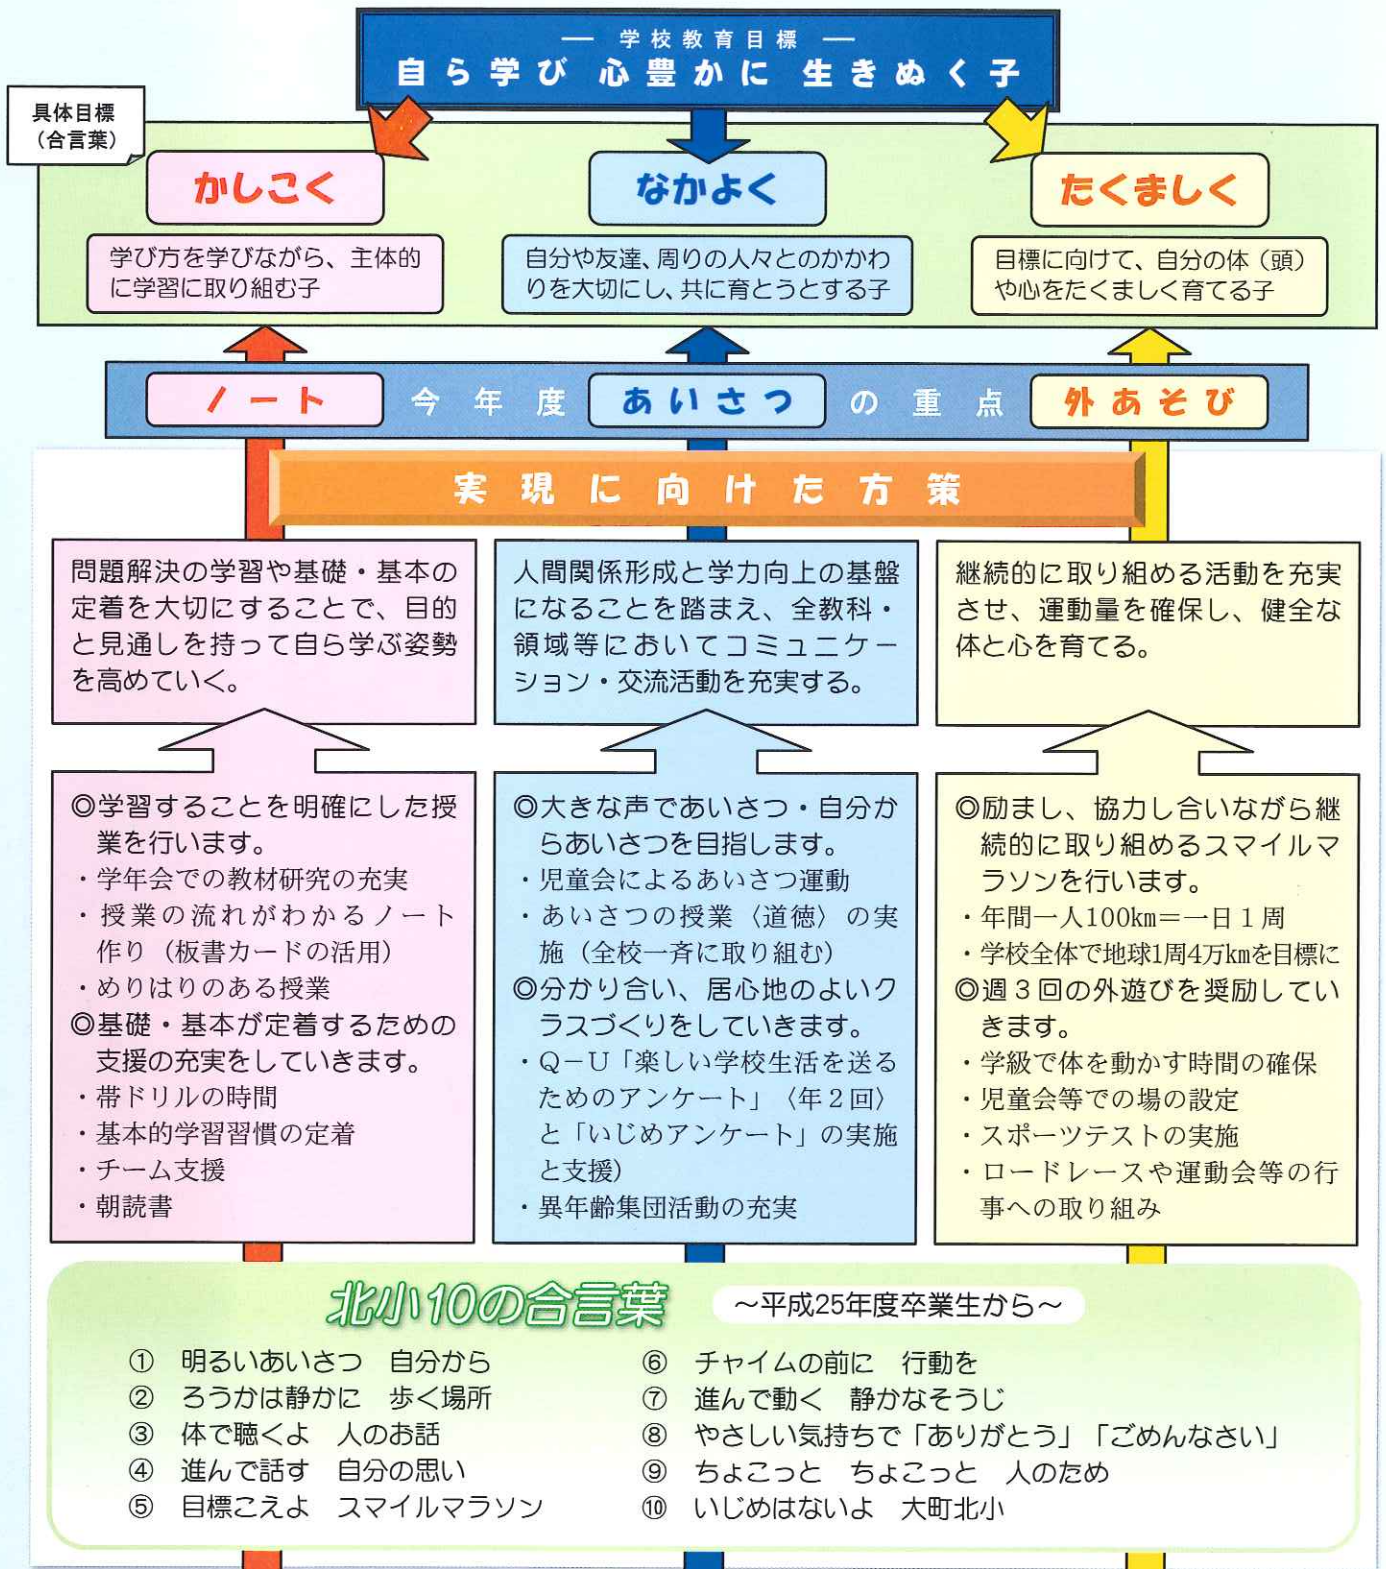 ― 学校教育目標 ―
自ら学び 心豊かに 生きぬく子
具体目標
(合言葉)
かしこく
学び方を学びながら、主体的
に学習に取り組む子
なかよく
自分や友達、周りの人々とのかかわ
りを大切にし、共に育とうとする子
たくましく
目標に向けて、自分の体（頭）
や心をたくましく育てる子
ノート 今年度 あいさつ の重点 外あそび
実現に向けた方策
問題解決の学習や基礎・基本の
定着を大切にすることで、目的
と見通しを持って自ら学ぶ姿勢
を高めていく。
人間関係形成と学力向上の基盤
になることを踏まえ、全教科・
領域等においてコミュニケー
ション・交流活動を充実する。
継続的に取り組める活動を充実
させ、運動量を確保し、健全な
体と心を育てる。
◎学習することを明確にした授
業を行います。
・学年会での教材研究の充実
・授業の流れがわかるノート
作り（板書カードの活用）
・めりはりのある授業
◎基礎・基本が定着するための
支援の充実をしていきます。
・帯ドリルの時間
・基本的学習習慣の定着
・チーム支援
・朝読書
◎大きな声であいさつ・自分か
らあいさつを目指します。
・児童会によるあいさつ運動
・あいさつの授業〈道徳〉の実
施（全校一斉に取り組む）
◎分かり合い、居心地のよいク
ラスづくりをしていきます。
・Q－U「楽しい学校生活を送る
ためのアンケート」〈年２回〉
と「いじめアンケート」の実施
と支援）
・異年齢集団活動の充実
◎励まし、協力し合いながら継
続的に取り組めるスマイルマ
ラソンを行います。
・年間一人100km＝一日１周
・学校全体で地球1周4万kmを目標に
◎週３回の外遊びを奨励してい
きます。
・学級で体を動かす時間の確保
・児童会等での場の設定
・スポーツテストの実施
・ロードレースや運動会等の行
事への取り組み
北小10の合言葉 ～平成25年度卒業生から～
① 明るいあいさつ 自分から
② ろうかは静かに 歩く場所
③ 体で聴くよ 人のお話
④ 進んで話す 自分の思い
⑤ 目標こえよ スマイルマラソン
⑥ チャイムの前に 行動を
⑦ 進んで動く 静かなそうじ
⑧ やさしい気持ちで「ありがとう」「ごめんなさい」
⑨ ちょこっと ちょこっと 人のため
⑩ いじめはないよ 大町北小